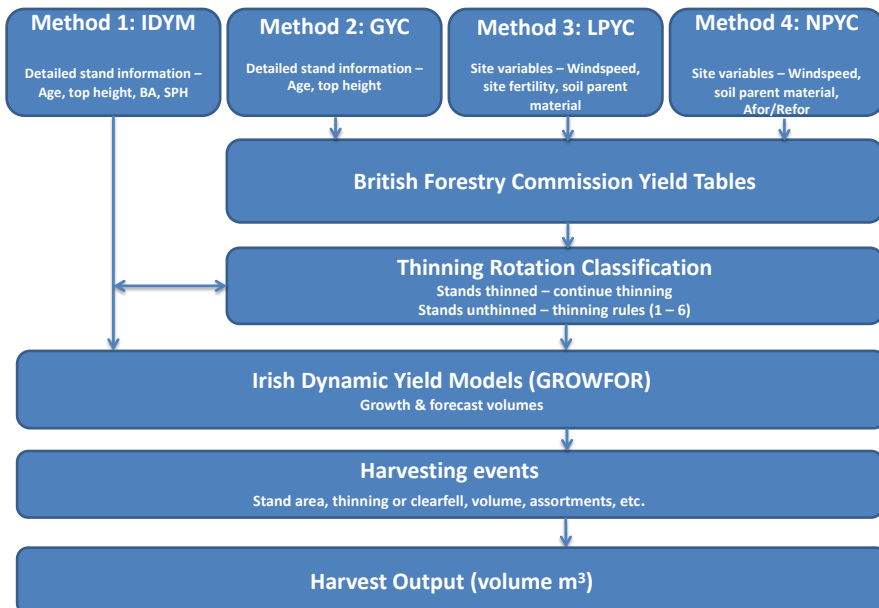 Method 1: IDYM
Detailed stand information –
Age, top height, BA, SPH
Method 2: GYC
Detailed stand information –
Age, top height
Method 3: LPYC
Site variables – Windspeed,
site fertility, soil parent
material
Method 4: NPYC
Site variables – Windspeed,
soil parent material,
Afor/Refor
British Forestry Commission Yield Tables
Thinning Rotation Classification
Stands thinned – continue thinning
Stands unthinned – thinning rules (1 – 6)
Irish Dynamic Yield Models (GROWFOR)
Growth & forecast volumes
Harvesting events
Stand area, thinning or clearfell, volume, assortments, etc.
Harvest Output (volume m³)